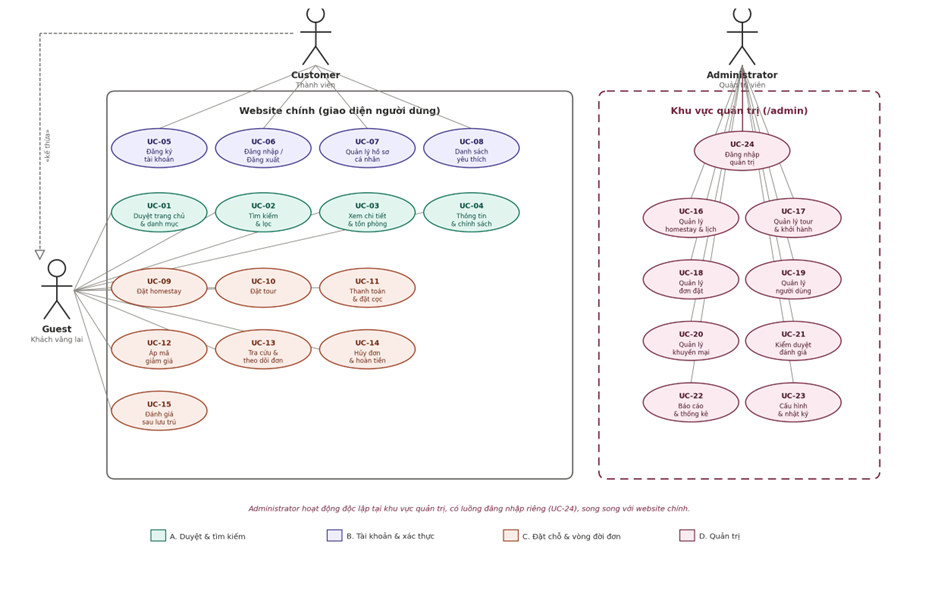 Customer
Thành viên
Administrator
Quản trị viên
Website chính (giao diện người dùng)
Khu vực quản trị (/admin)
«kế thừa»
UC-05
Đăng ký
tài khoản
UC-06
Đăng nhập /
Đăng xuất
UC-07
Quản lý hồ sơ
cá nhân
UC-08
Danh sách
yêu thích
UC-24
Đăng nhập
quản trị
UC-01
Duyệt trang chủ
& danh mục
UC-02
Tìm kiếm
& lọc
UC-03
Xem chi tiết
& tồn phòng
UC-04
Thông tin
& chính sách
UC-16
Quản lý
homestay & lịch
UC-17
Quản lý tour
& khởi hành
Guest
Khách vãng lai
UC-09
Đặt homestay
UC-10
Đặt tour
UC-11
Thanh toán
& đặt cọc
UC-18
Quản lý
đơn đặt
UC-19
Quản lý
người dùng
UC-12
Áp mã
giảm giá
UC-13
Tra cứu &
theo dõi đơn
UC-14
Hủy đơn
& hoàn tiền
UC-20
Quản lý
khuyến mại
UC-21
Kiểm duyệt
đánh giá
UC-15
Đánh giá
sau lưu trú
UC-22
Báo cáo
& thống kê
UC-23
Cấu hình
& nhật ký
Administrator hoạt động độc lập tại khu vực quản trị, có luồng đăng nhập riêng (UC-24), song song với website chính.
A. Duyệt & tìm kiếm
B. Tài khoản & xác thực
C. Đặt chỗ & vòng đời đơn
D. Quản trị